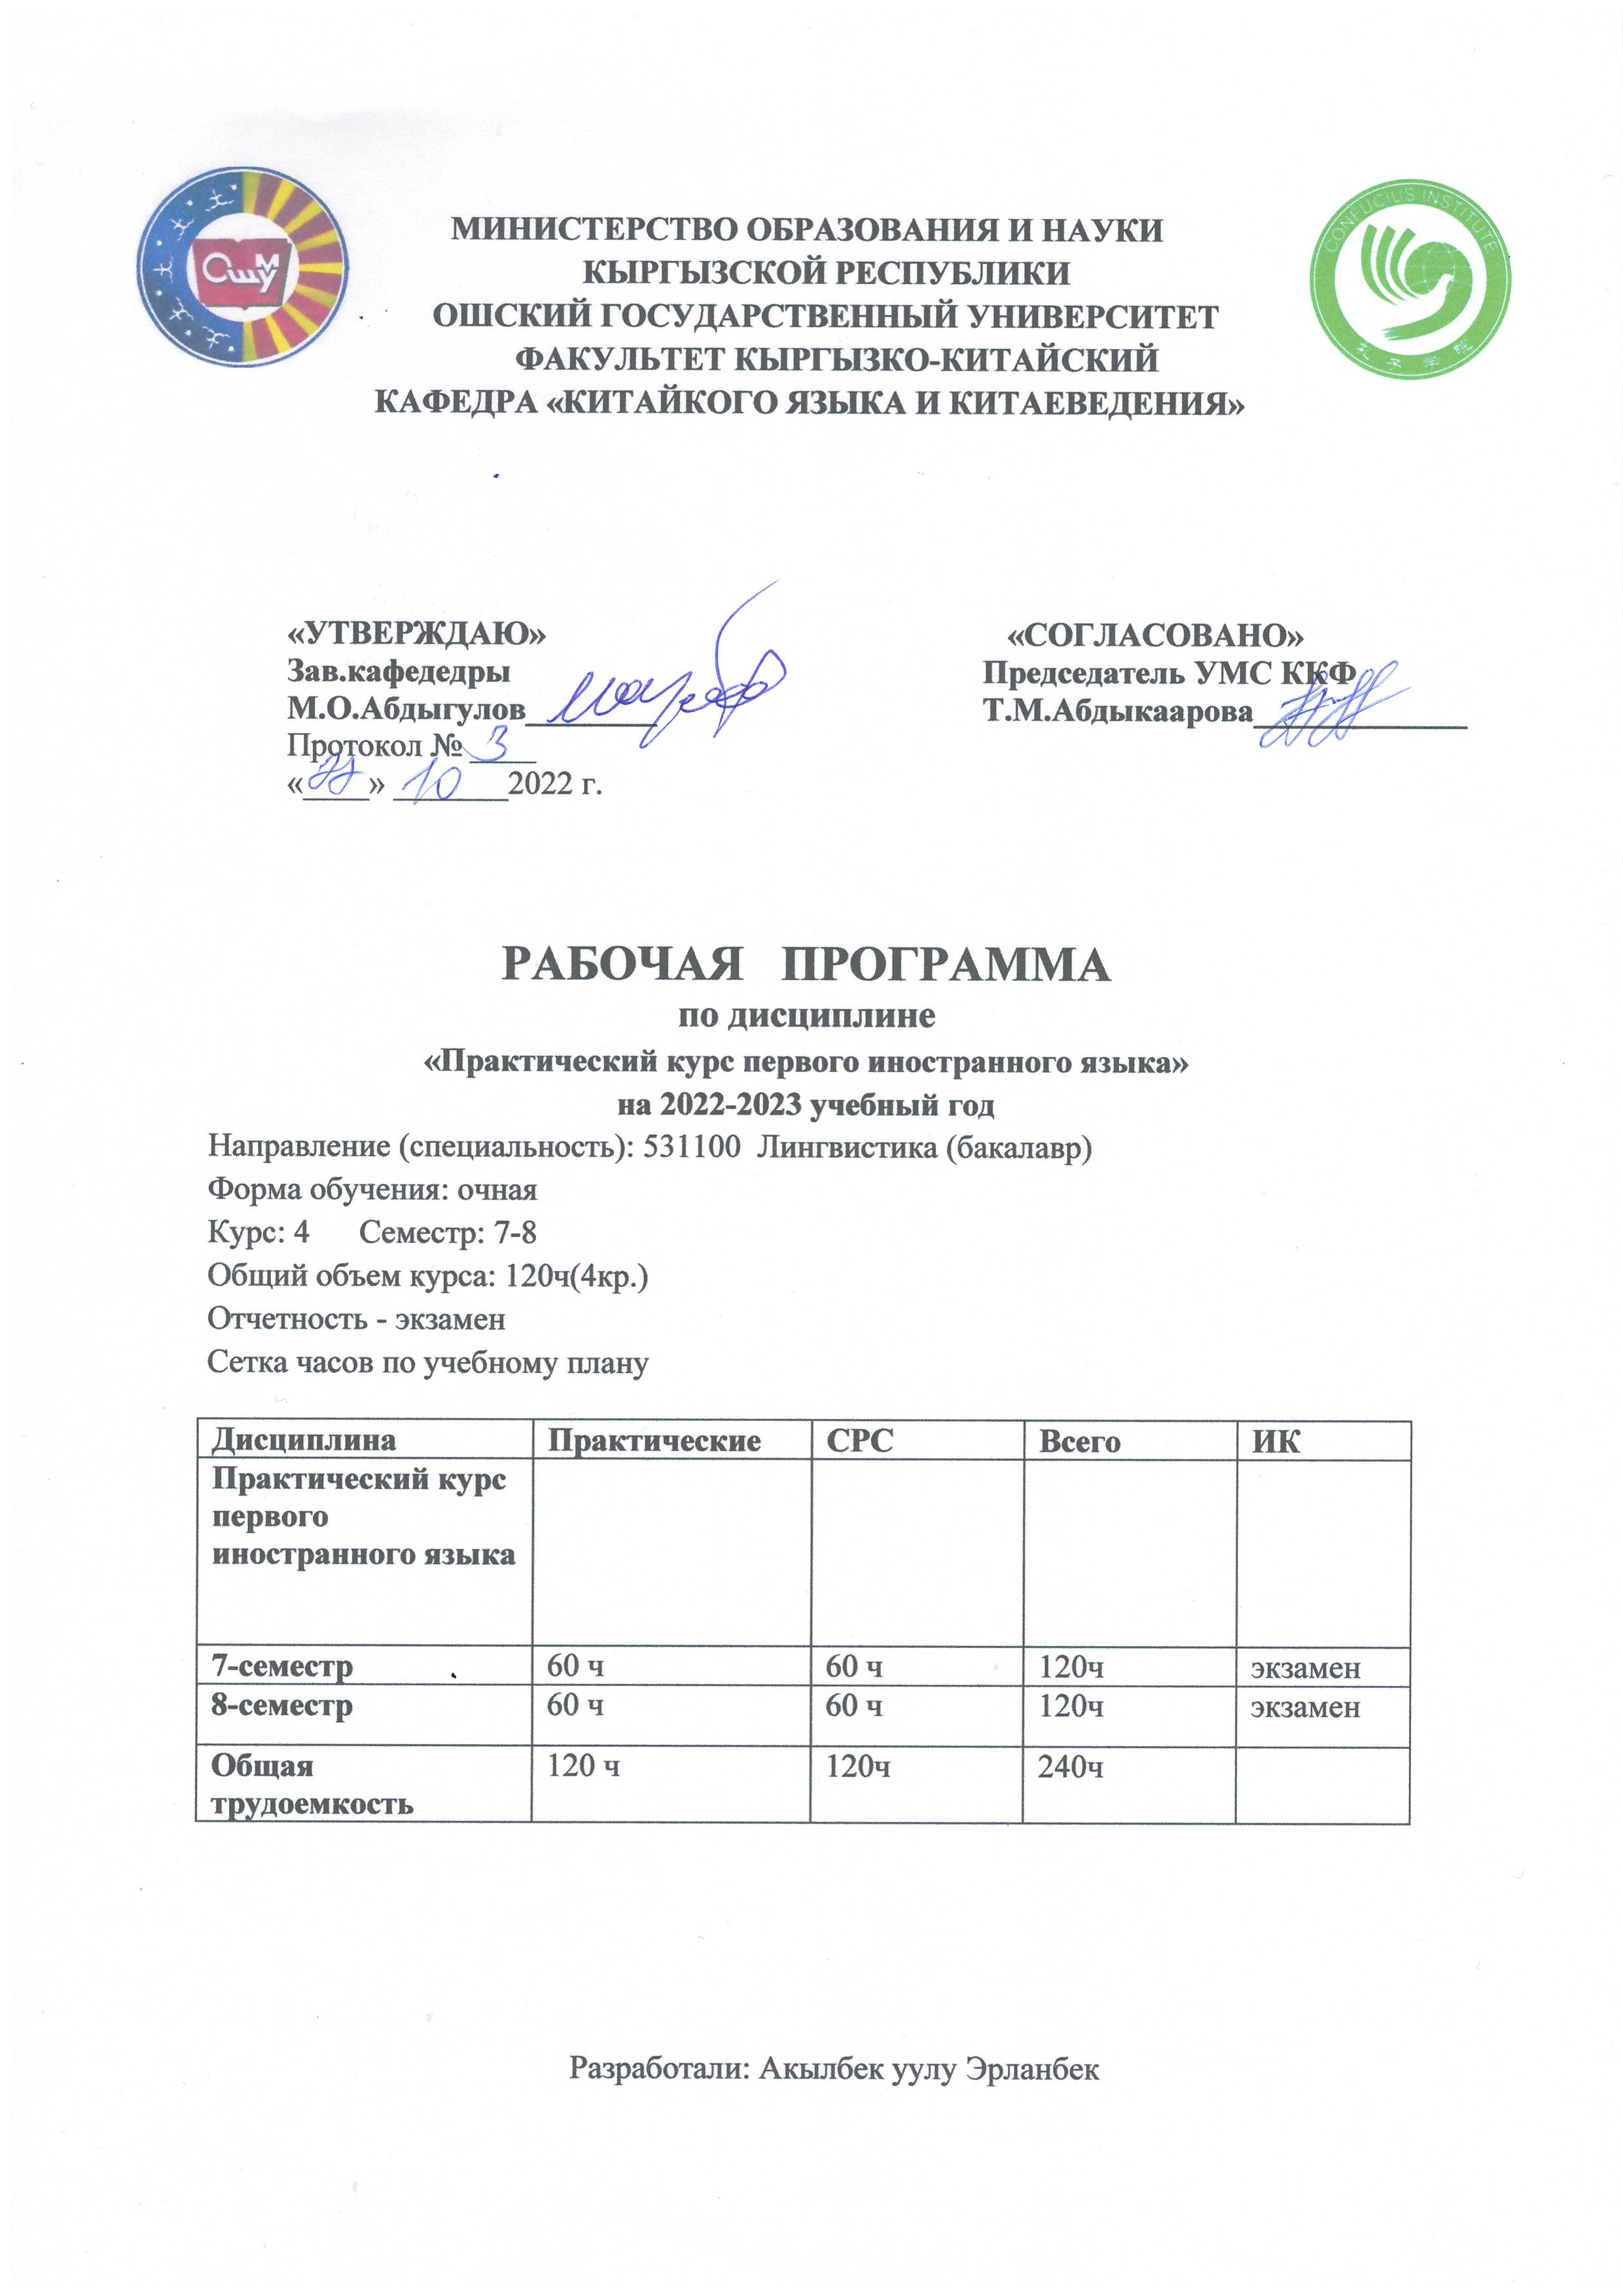 МИНИСТЕРСТВО ОБРАЗОВАНИЯ И НАУКИ
КЫРГЫЗСКОЙ РЕСПУБЛИКИ
ОШСКИЙ ГОСУДАРСТВЕННЫЙ УНИВЕРСИТЕТ
ФАКУЛЬТЕТ КЫРГЫЗКО-КИТАЙСКИЙ
КАФЕДРА «КИТАЙКОГО ЯЗЫКА И КИТАЕВЕДЕНИЯ»
ОшМУ
CONFUCIUS INSTITUTE
孔子学院
«УТВЕРЖДАЮ» «СОГЛАСОВАНО»
Зав.кафедедры Председатель УМС ККФ
М.О.Абдыгулов Т.М.Абдыкаарова
Протокол № 3
« » 10 2022 г.
РАБОЧАЯ ПРОГРАММА
по дисциплине
«Практический курс первого иностранного языка»
на 2022-2023 учебный год
Направление (специальность): 531100 Лингвистика (бакалавр)
Форма обучения: очная
Курс: 4 Семестр: 7-8
Общий объем курса: 120ч(4кр.)
Отчетность - экзамен
Сетка часов по учебному плану
Дисциплина Практические СРС Всего ИК
Практический курс
первого
иностранного языка
7-семестр 60 ч 60 ч 120ч экзамен
8-семестр 60 ч 60 ч 120ч экзамен
Общая 120 ч 120ч 240ч
трудоемкость
Разработали: Акылбек уулу Эрланбек